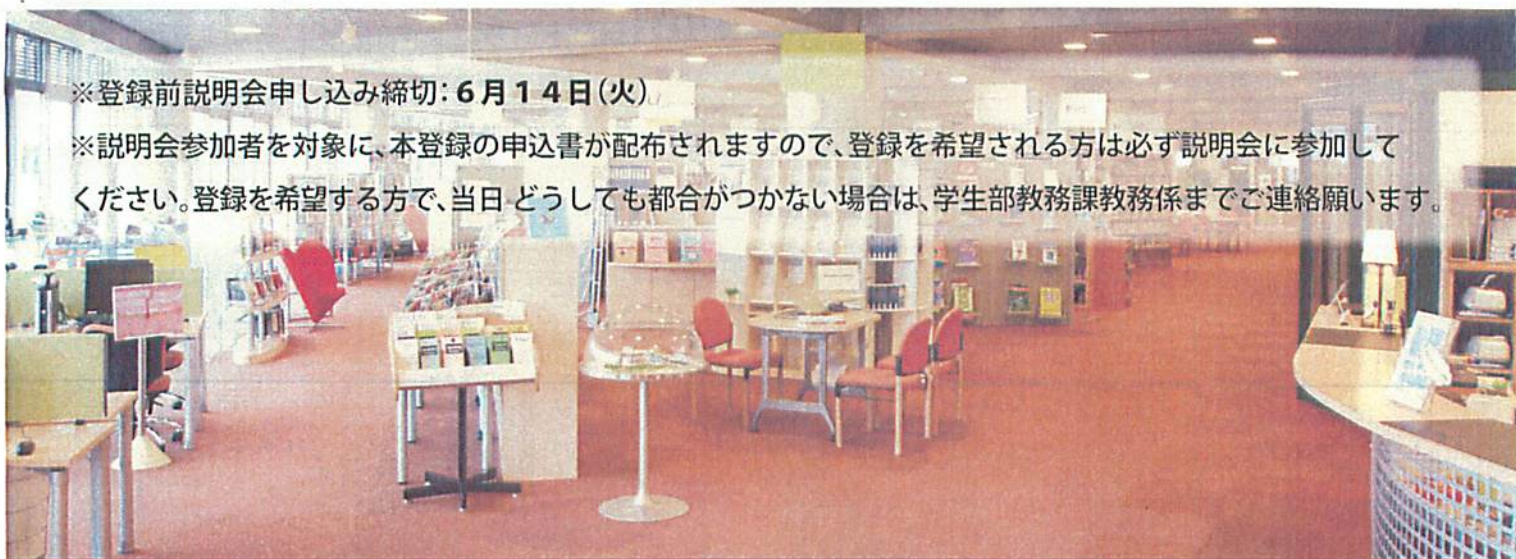 ※登録前説明会申し込み締切：６月１４日(火)
※説明会参加者を対象に、本登録の申込書が配布されますので、登録を希望される方は必ず説明会に参加して
ください。登録を希望する方で、当日 どうしても都合がつかない場合は、学生部教務課教務係までご連絡願います。